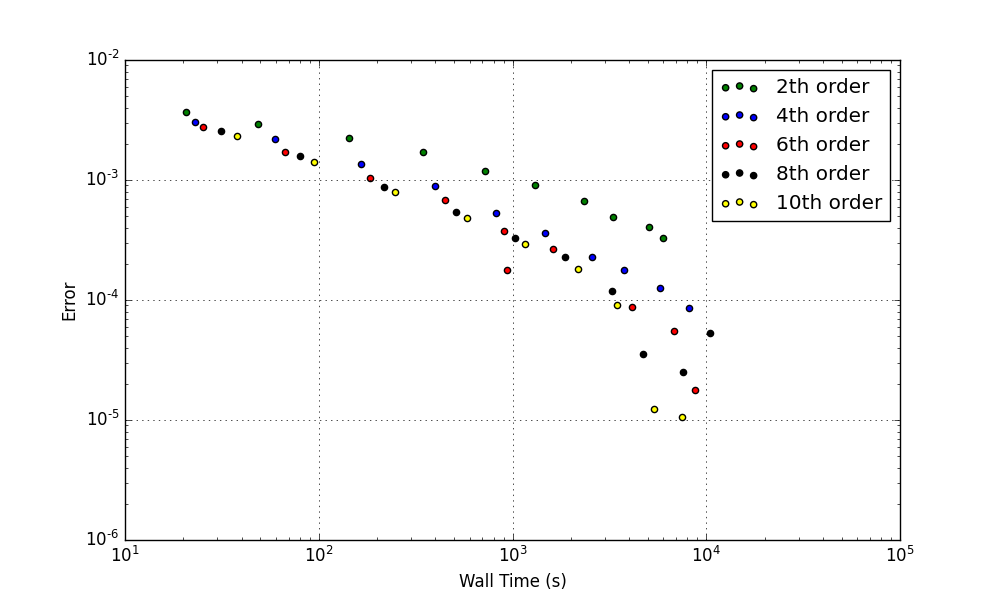 10^-2
10^-3
10^-4
10^-5
10^-6
Error
10^1
10^2
10^3
10^4
10^5
Wall Time (s)
2th order
4th order
6th order
8th order
10th order